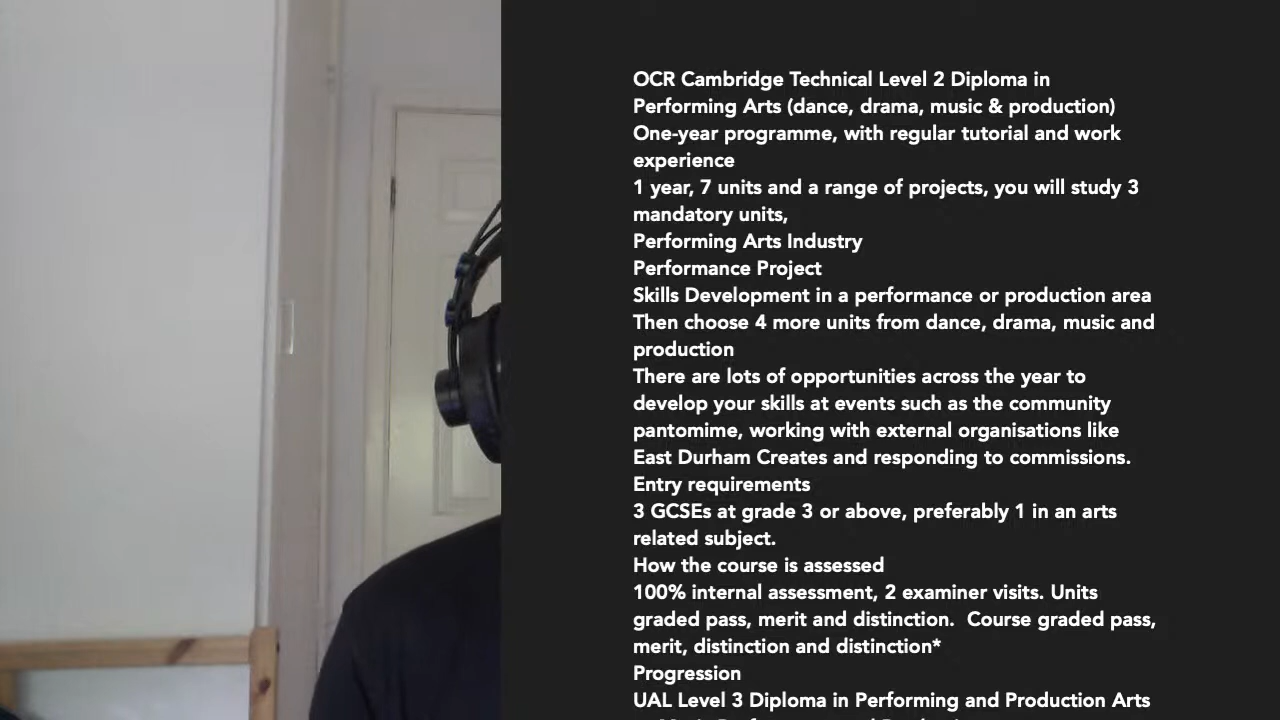 OCR Cambridge Technical Level 2 Diploma in
Performing Arts (dance, drama, music & production)
One-year programme, with regular tutorial and work
experience
1 year, 7 units and a range of projects, you will study 3
mandatory units,
Performing Arts Industry
Performance Project
Skills Development in a performance or production area
Then choose 4 more units from dance, drama, music and
production
There are lots of opportunities across the year to
develop your skills at events such as the community
pantomime, working with external organisations like
East Durham Creates and responding to commissions.
Entry requirements
3 GCSEs at grade 3 or above, preferably 1 in an arts
related subject.
How the course is assessed
100% internal assessment, 2 examiner visits. Units
graded pass, merit and distinction.  Course graded pass,
merit, distinction and distinction*
Progression
UAL Level 3 Diploma in Performing and Production Arts